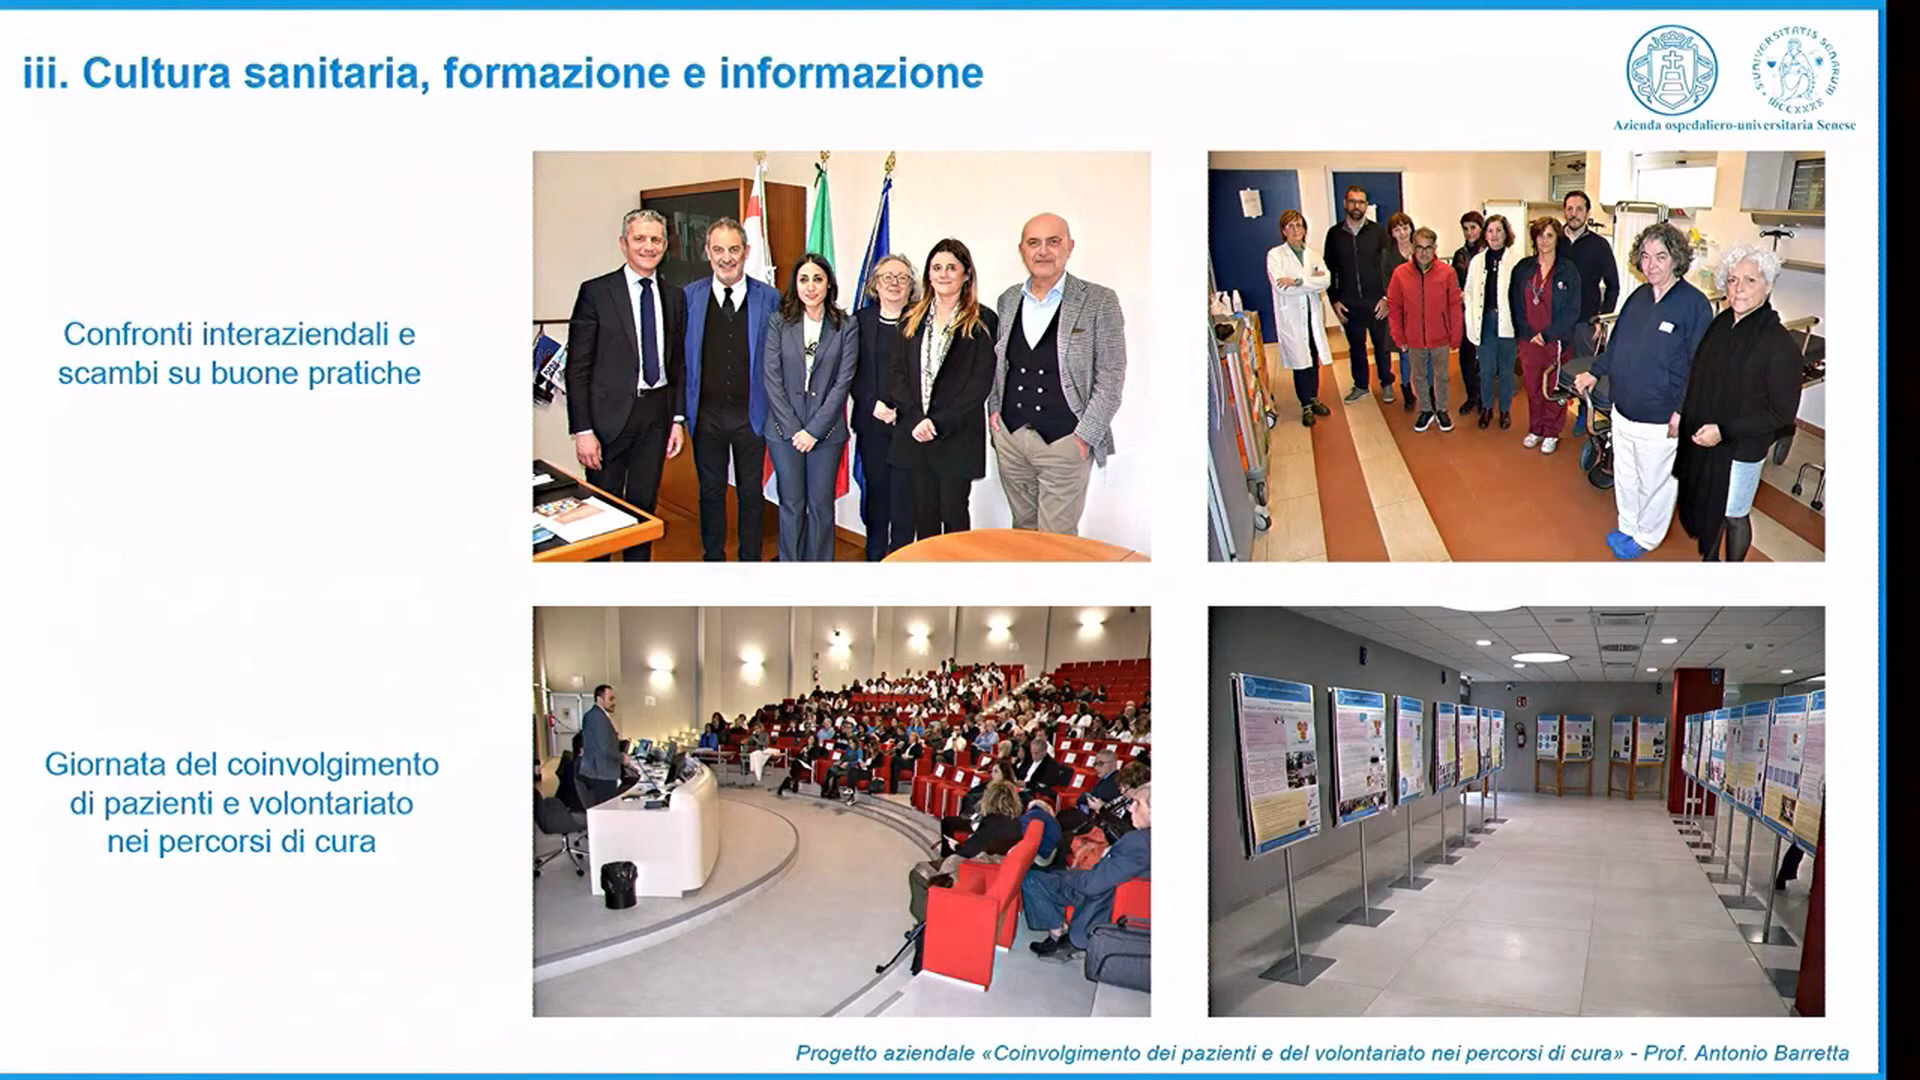 iii. Cultura sanitaria, formazione e informazione
Azienda ospedaliero-universitaria Senese
Confronti interaziendali e
scambi su buone pratiche
Giornata del coinvolgimento
di pazienti e volontariato
nei percorsi di cura
Progetto aziendale «Coinvolgimento dei pazienti e del volontariato nei percorsi di cura» - Prof. Antonio Barretta